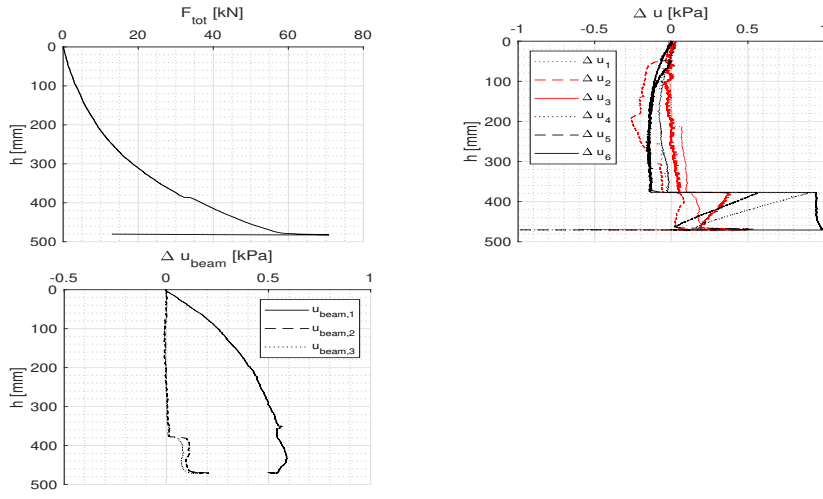 F_tot [kN]
0 20 40 60 80
0
100
200
300
400
500
h [mm]
Δ u [kPa]
-1 -0.5 0 0.5 1
0
100
200
300
400
500
h [mm]
Δ u_1
Δ u_2
Δ u_3
Δ u_4
Δ u_5
Δ u_6
Δ u_beam [kPa]
-0.5 0 0.5 1
0
100
200
300
400
500
h [mm]
u_beam,1
u_beam,2
u_beam,3